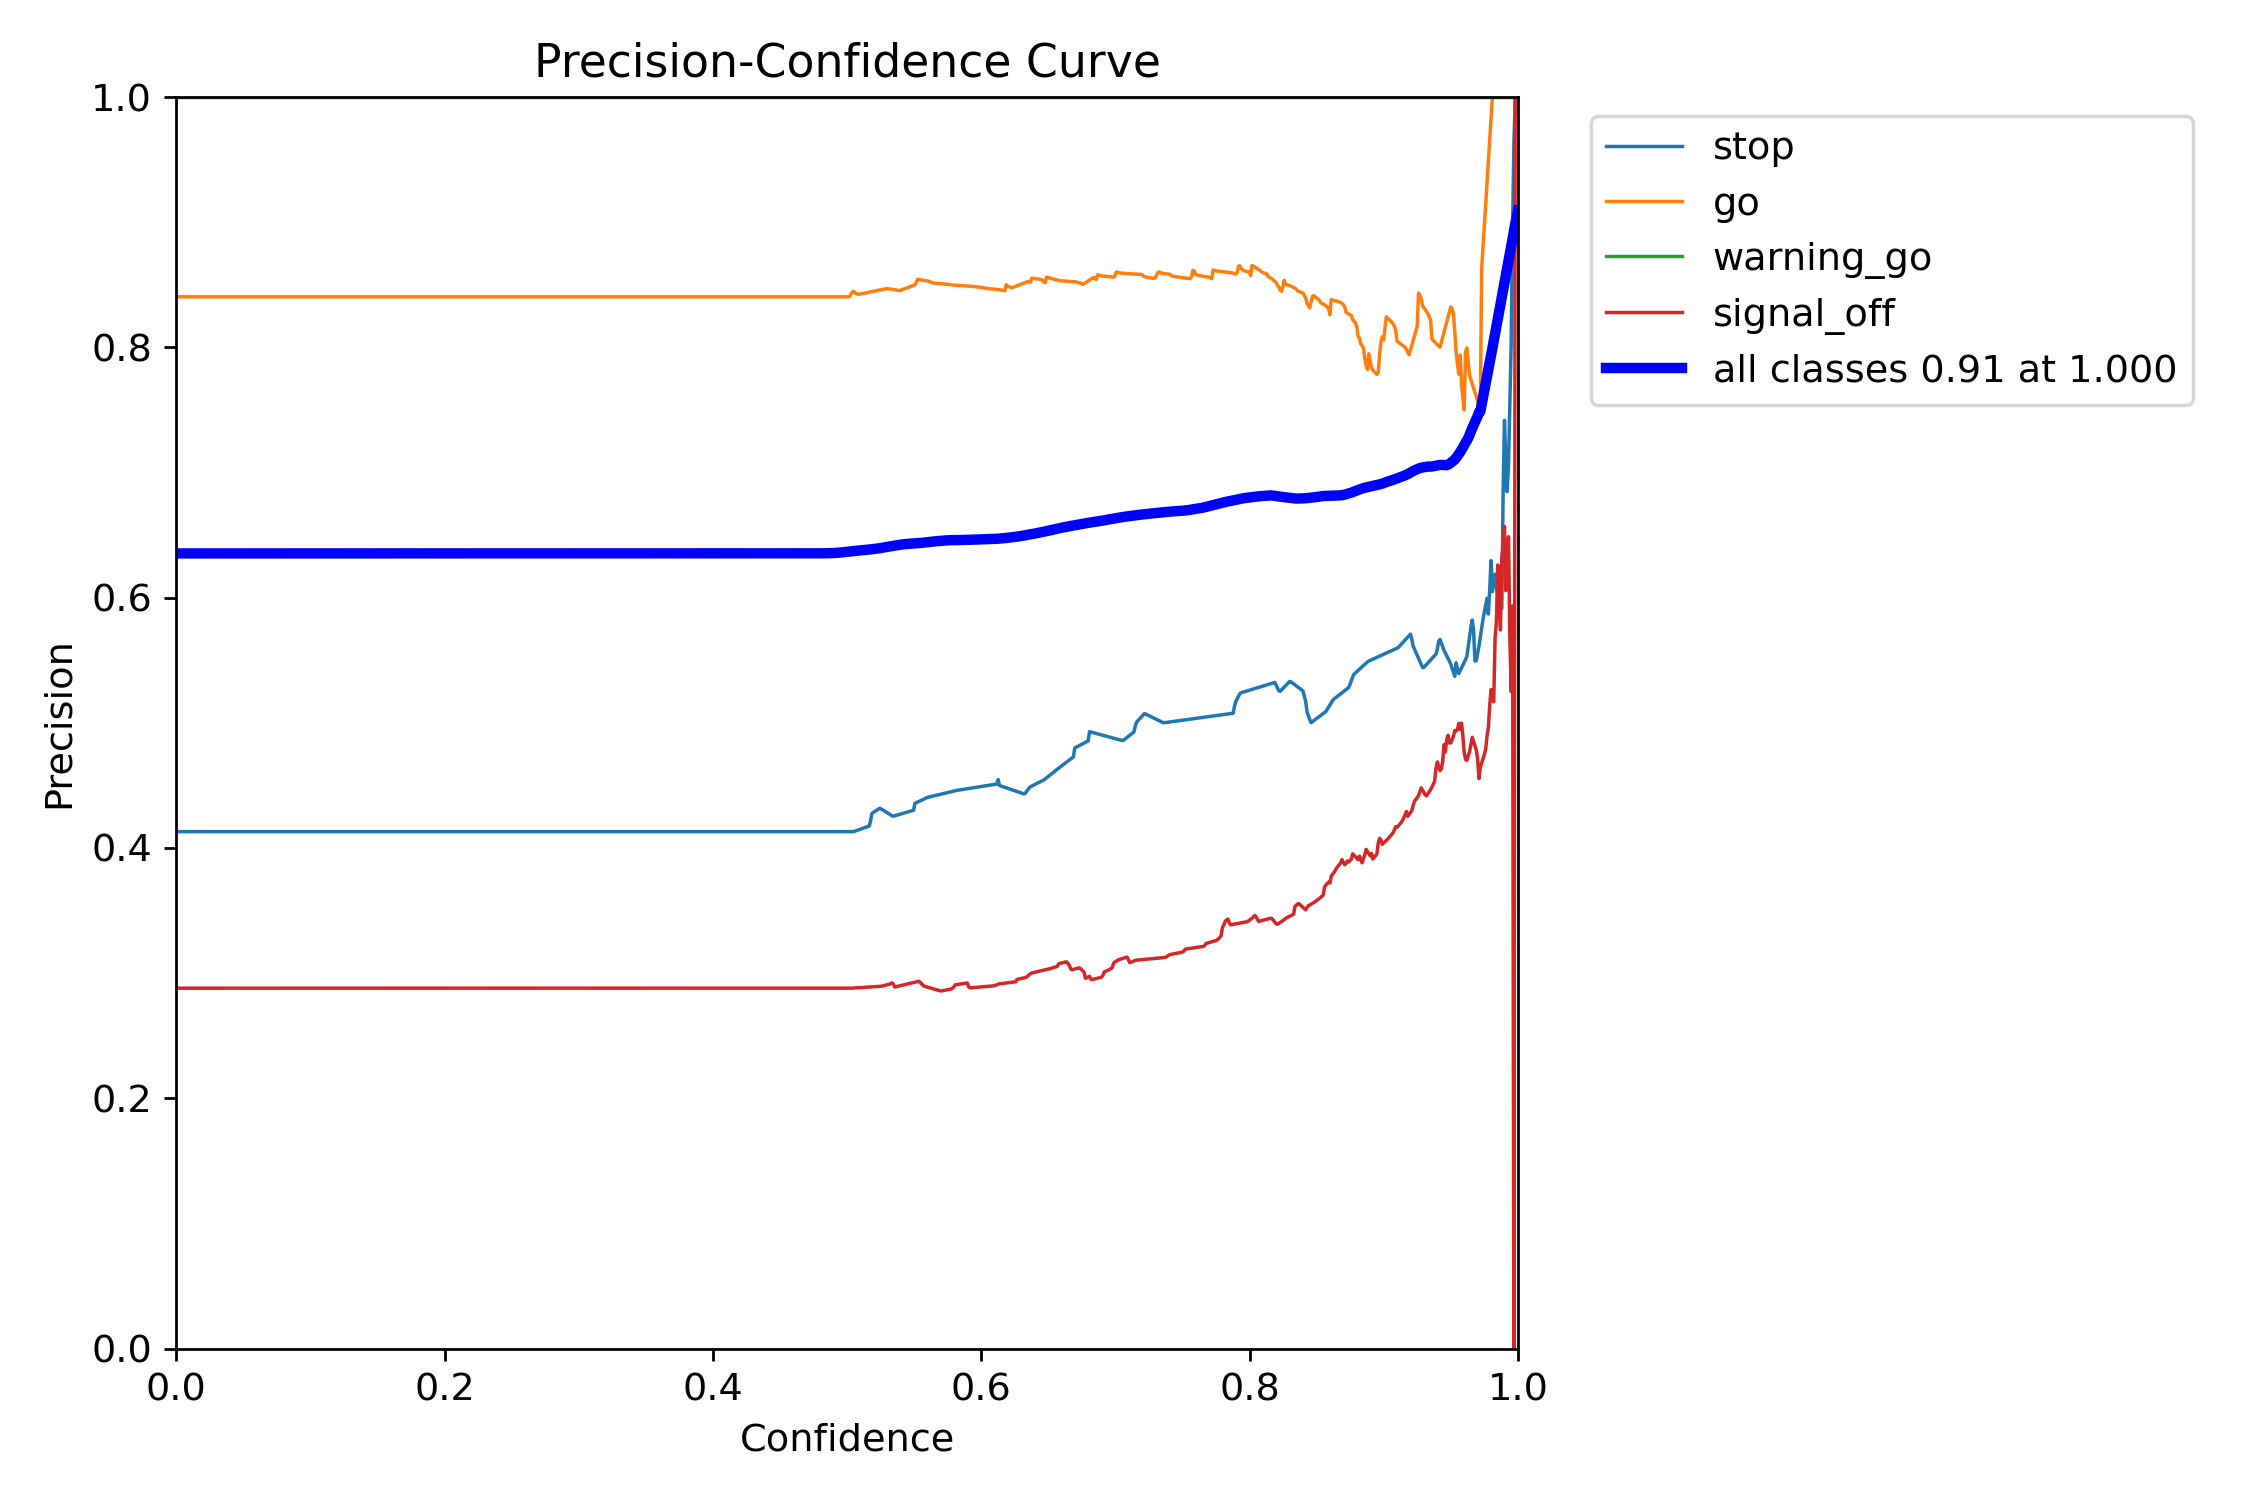 Precision-Confidence Curve
1.0
0.8
0.6
0.4
0.2
0.0
Precision
0.0 0.2 0.4 0.6 0.8 1.0
Confidence
stop
go
warning_go
signal_off
all classes 0.91 at 1.000